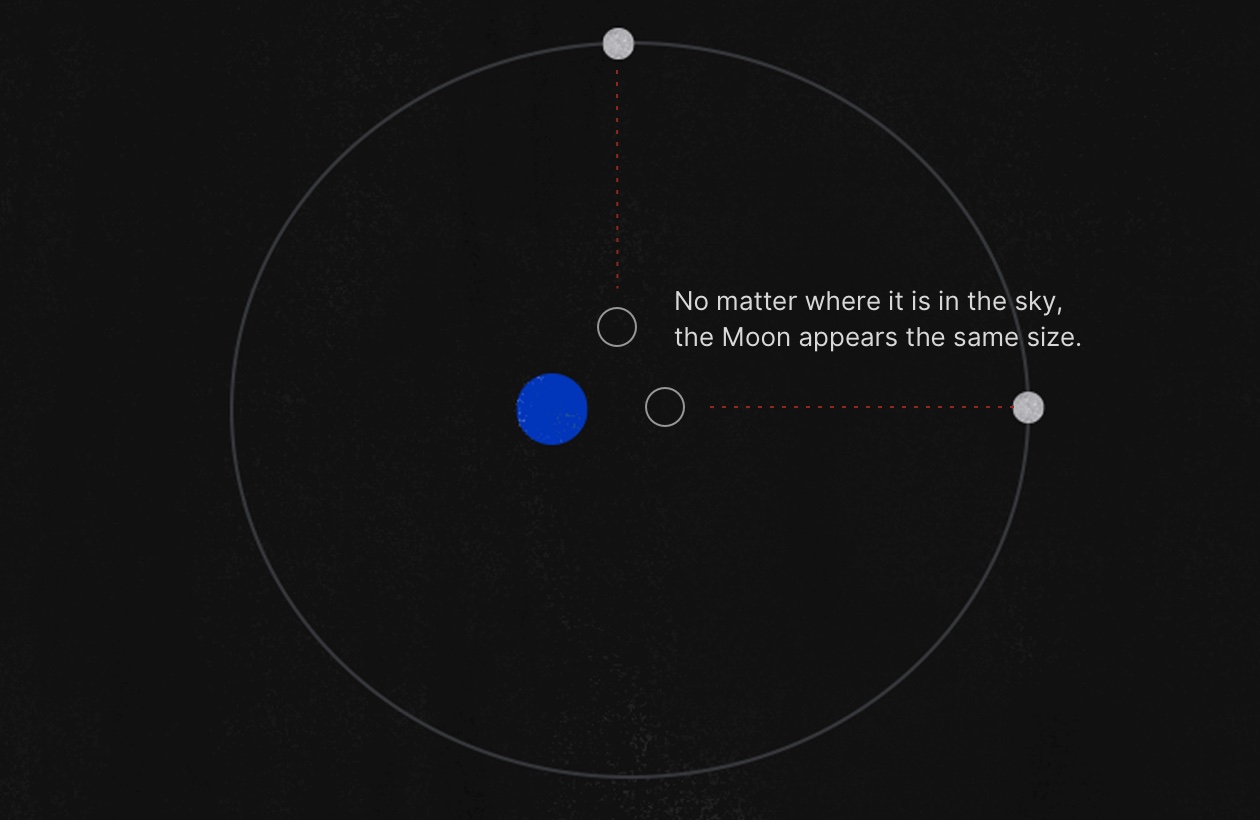 No matter where it is in the sky,
the Moon appears the same size.